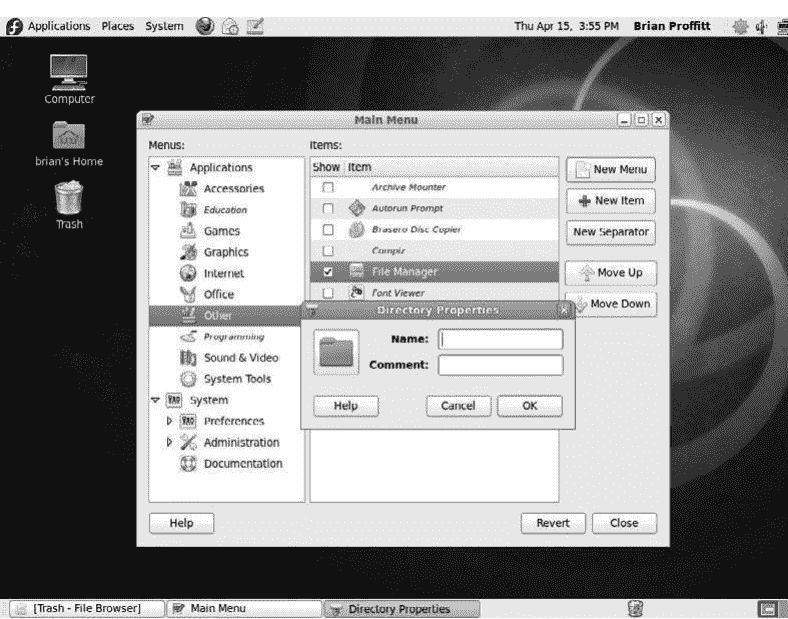 Applications Places System Thu Apr 15, 3:55 PM Brian Proffitt
Computer
brian's Home
Trash
Main Menu
Menus: Items:
Applications
Accessories
Education
Games
Graphics
Internet
Office
Other
Programming
Sound & Video
System Tools
System
Preferences
Administration
Documentation
Show Item
Archive Mounter
Autorun Prompt
Brasero Disc Copier
Compiz
File Manager
Font Viewer
New Menu
New Item
New Separator
Move Up
Move Down
Directory Properties
Name:
Comment:
Help Cancel OK
Help Revert Close
[Trash - File Browser] Main Menu Directory Properties